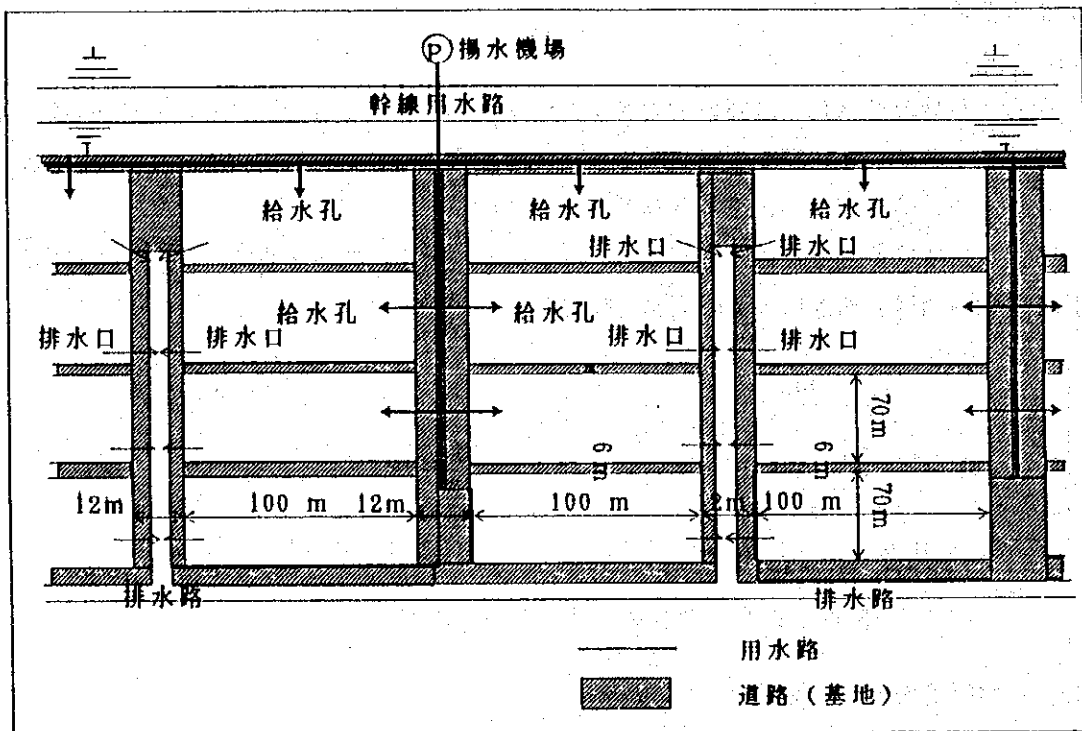 P 揚水機場
幹線用水路
給水孔 給水孔 給水孔
排水口 排水口
給水孔 給水孔
排水口 排水口 排水口 排水口
70m
6m 6m
12m 100 m 12m 100 m 12m 100 m
70m
排水路 排水路
用水路
道路(基地)